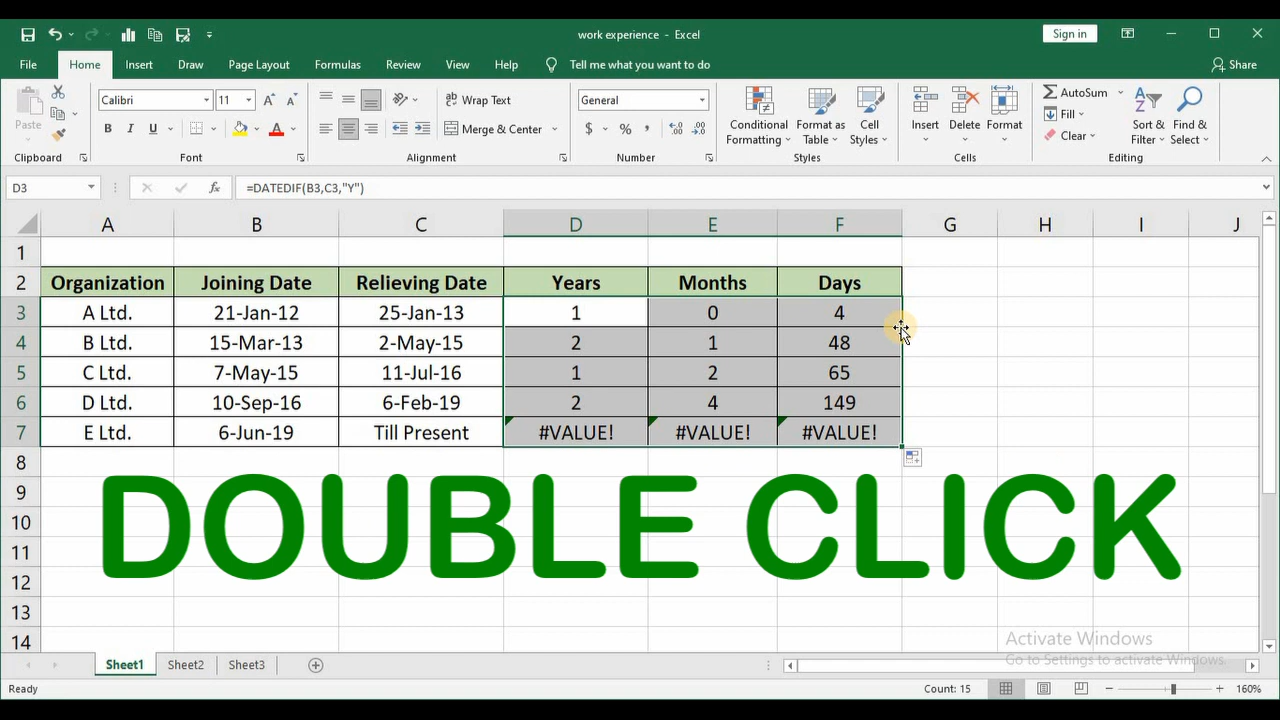 work experience - Excel
Sign in
File Home Insert Draw Page Layout Formulas Review View Help Tell me what you want to do Share
Paste
Clipboard
Calibri 11
B I U
Font
Wrap Text
Merge & Center
Alignment
General
$ % ,
Number
Conditional Formatting
Format as Table
Cell Styles
Styles
Insert Delete Format
Cells
AutoSum
Fill
Clear
Sort & Filter
Find & Select
Editing
D3 fx =DATEDIF(B3,C3,"Y")
A B C D E F G H I J
1
2 Organization Joining Date Relieving Date Years Months Days
3 A Ltd. 21-Jan-12 25-Jan-13 1 0 4
4 B Ltd. 15-Mar-13 2-May-15 2 1 48
5 C Ltd. 7-May-15 11-Jul-16 1 2 65
6 D Ltd. 10-Sep-16 6-Feb-19 2 4 149
7 E Ltd. 6-Jun-19 Till Present #VALUE! #VALUE! #VALUE!
8
9
10
11
12
13
14
DOUBLE CLICK
Activate Windows
Go to Settings to activate Windows.
Sheet1 Sheet2 Sheet3
Ready Count: 15 160%